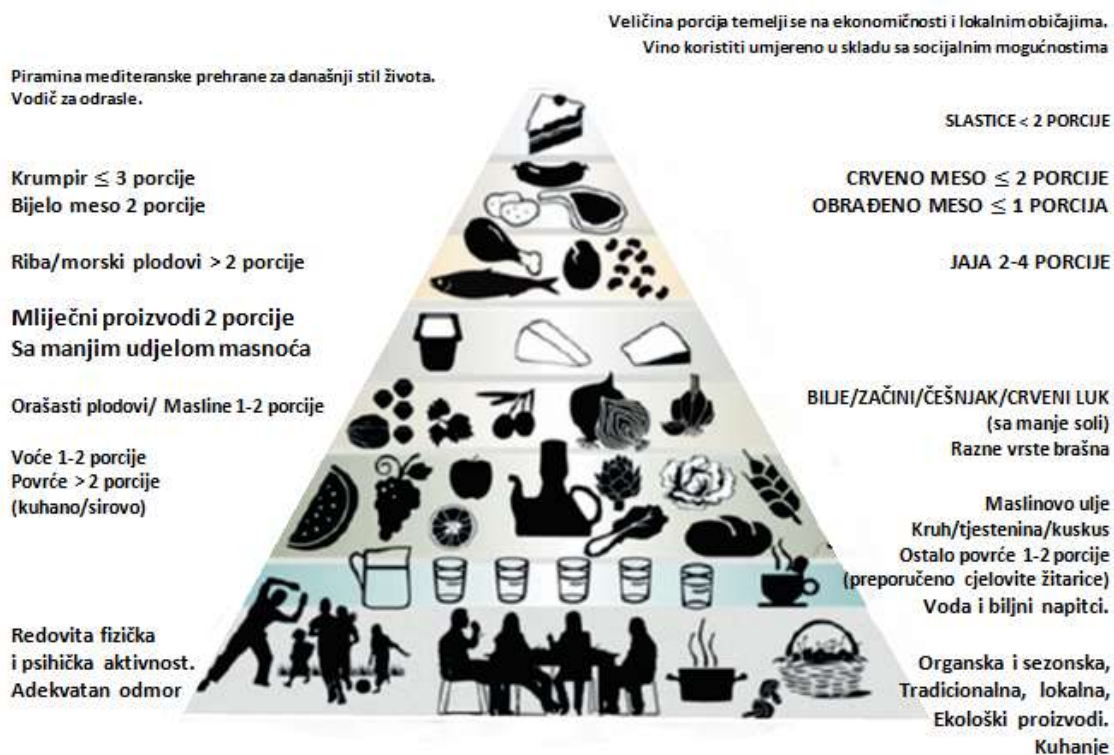 Veličina porcija temelji se na ekonomičnosti i lokalnim običajima.
Vino koristiti umjereno u skladu sa socijalnim mogućnostima
Piramina mediteranske prehrane za današnji stil života.
Vodič za odrasle.
SLASTICE < 2 PORCIJE
Krumpir ≤ 3 porcije
Bijelo meso 2 porcije
CRVENO MESO ≤ 2 PORCIJE
OBRAĐENO MESO ≤ 1 PORCIJA
Riba/morski plodovi > 2 porcije
JAJA 2-4 PORCIJE
Mliječni proizvodi 2 porcije
Sa manjim udjelom masnoća
Orašasti plodovi/ Masline 1-2 porcije
BILJE/ZAČINI/ČEŠNJAK/CRVENI LUK
(sa manje soli)
Razne vrste brašna
Voće 1-2 porcije
Povrće > 2 porcije
(kuhano/sirovo)
Maslinovo ulje
Kruh/tjestenina/kuskus
Ostalo povrće 1-2 porcije
(preporučeno cjelovite žitarice)
Voda i biljni napitci.
Redovita fizička
i psihička aktivnost.
Adekvatan odmor
Organska i sezonska,
Tradicionalna, lokalna,
Ekološki proizvodi.
Kuhanje